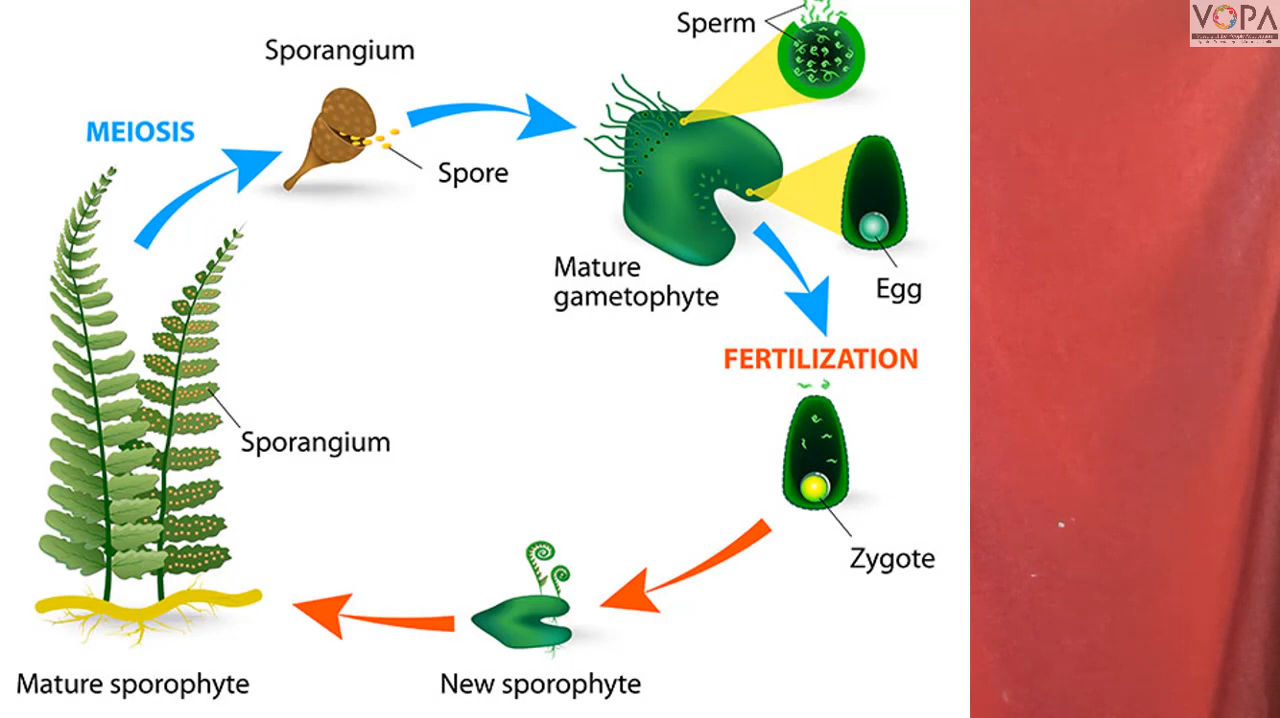 VOPA
Sperm
Sporangium
MEIOSIS
Spore
Mature
gametophyte
Egg
FERTILIZATION
Sporangium
Zygote
Mature sporophyte
New sporophyte